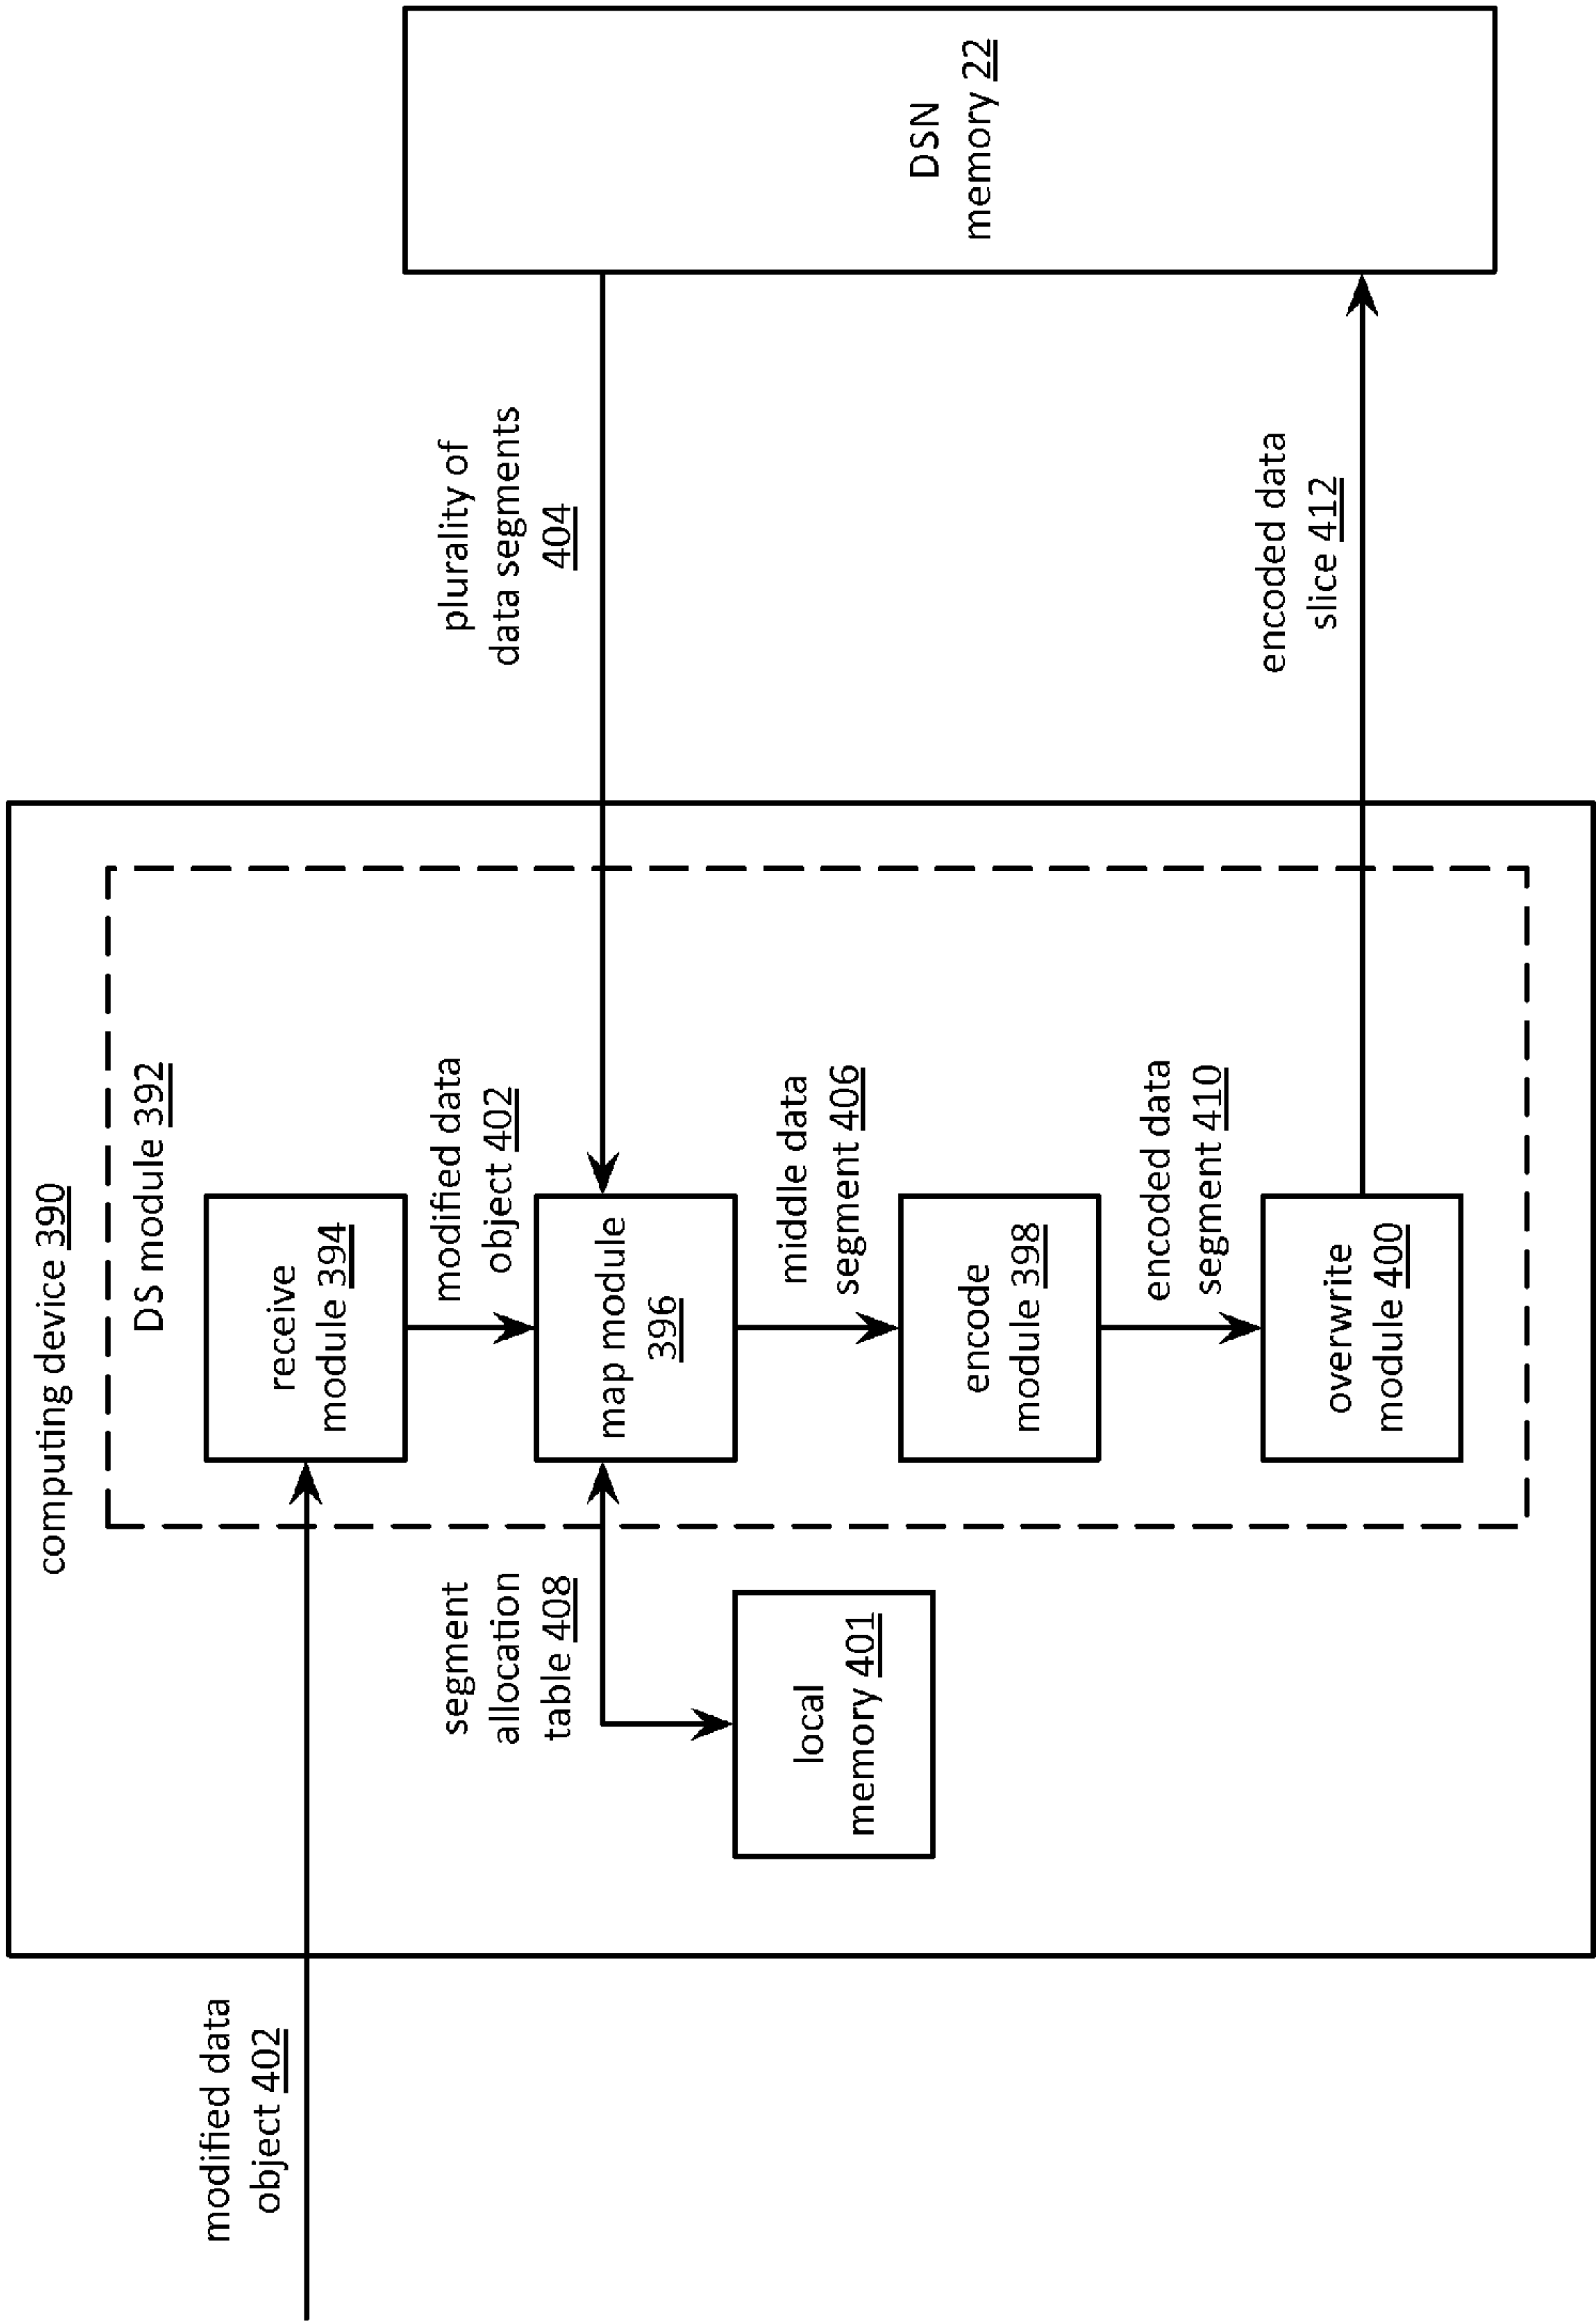 computing device 390
DS module 392
modified data
object 402
receive
module 394
modified data
object 402
segment
allocation
table 408
map module
396
plurality of
data segments
404
DSN
memory 22
local
memory 401
middle data
segment 406
encode
module 398
encoded data
segment 410
overwrite
module 400
encoded data
slice 412